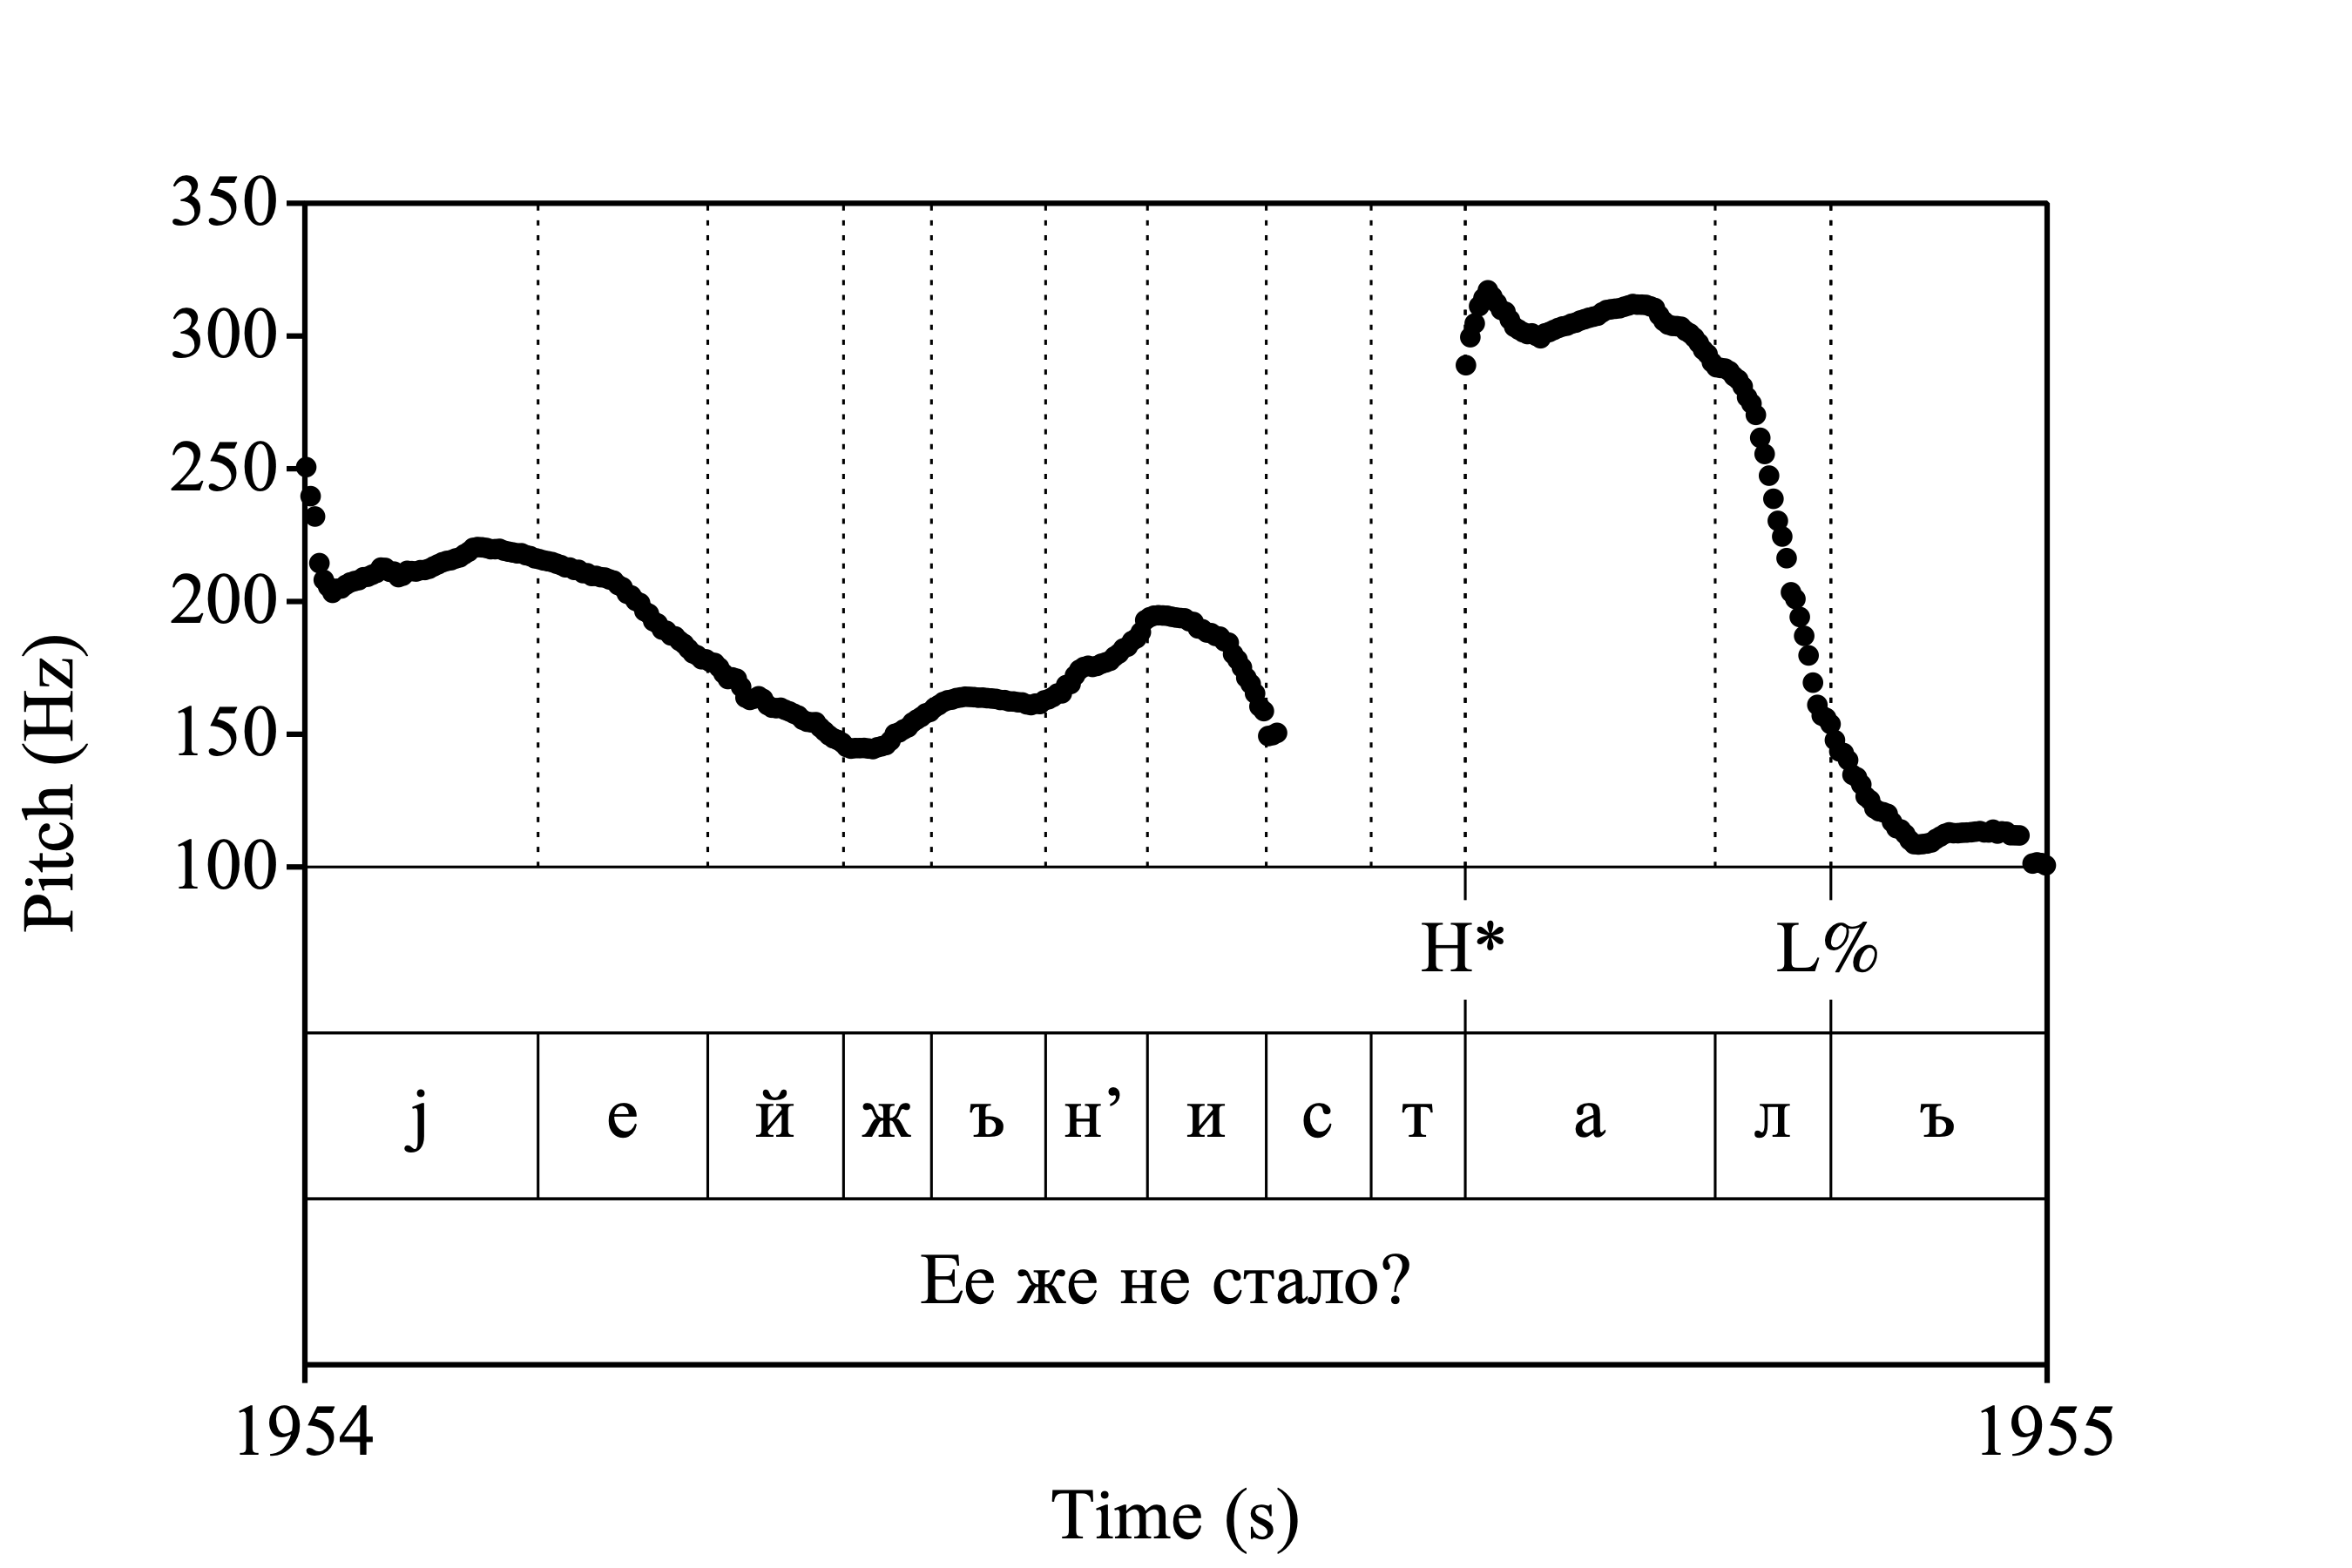 350
300
250
200
150
100
Pitch (Hz)
H* L%
j е й ж ъ н’ и с т а л ъ
Ее же не стало?
1954 1955
Time (s)